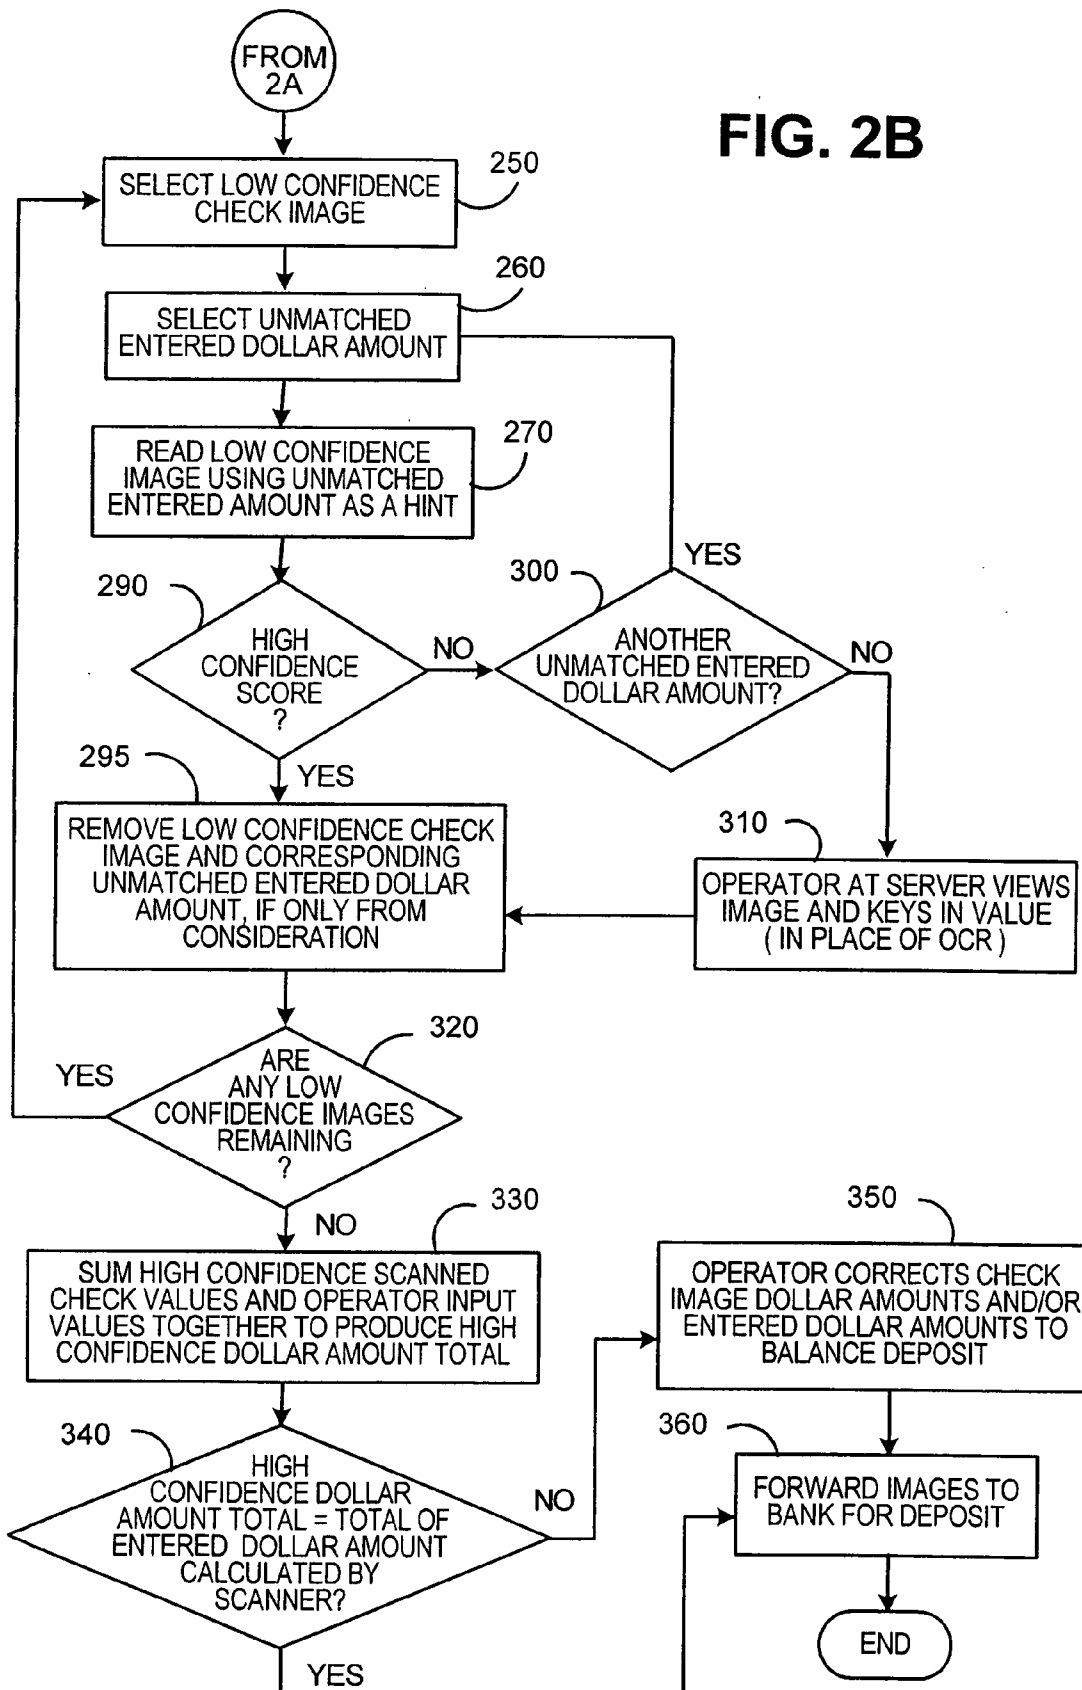 FROM
2A
FIG. 2B
250
SELECT LOW CONFIDENCE
CHECK IMAGE
260
SELECT UNMATCHED
ENTERED DOLLAR AMOUNT
270
READ LOW CONFIDENCE
IMAGE USING UNMATCHED
ENTERED AMOUNT AS A HINT
290
HIGH
CONFIDENCE
SCORE
?
NO
YES
300
YES
ANOTHER
UNMATCHED ENTERED
DOLLAR AMOUNT?
NO
295
REMOVE LOW CONFIDENCE CHECK
IMAGE AND CORRESPONDING
UNMATCHED ENTERED DOLLAR
AMOUNT, IF ONLY FROM
CONSIDERATION
310
OPERATOR AT SERVER VIEWS
IMAGE AND KEYS IN VALUE
( IN PLACE OF OCR )
320
YES
ARE
ANY LOW
CONFIDENCE IMAGES
REMAINING
?
NO
330
SUM HIGH CONFIDENCE SCANNED
CHECK VALUES AND OPERATOR INPUT
VALUES TOGETHER TO PRODUCE HIGH
CONFIDENCE DOLLAR AMOUNT TOTAL
350
OPERATOR CORRECTS CHECK
IMAGE DOLLAR AMOUNTS AND/OR
ENTERED DOLLAR AMOUNTS TO
BALANCE DEPOSIT
340
HIGH
CONFIDENCE DOLLAR
AMOUNT TOTAL = TOTAL OF
ENTERED DOLLAR AMOUNT
CALCULATED BY
SCANNER?
NO
YES
360
FORWARD IMAGES TO
BANK FOR DEPOSIT
END